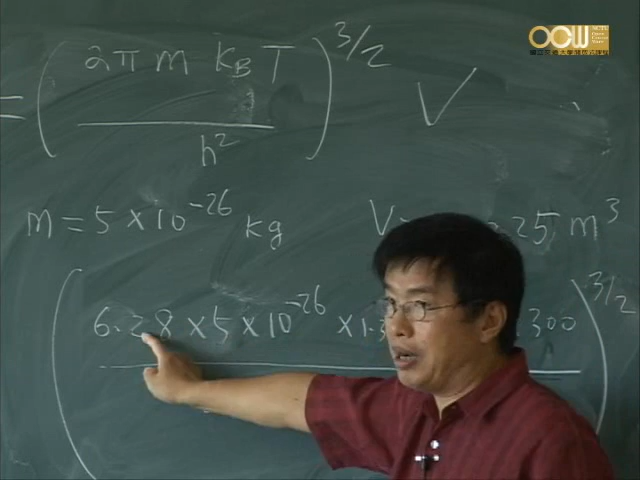 OCW
= ( 2π m k_B T / h² )^3/2 V
m = 5 × 10^-26 kg
V = .25 m³
( 6.28 × 5 × 10^-26 × 1. 300 )^3/2